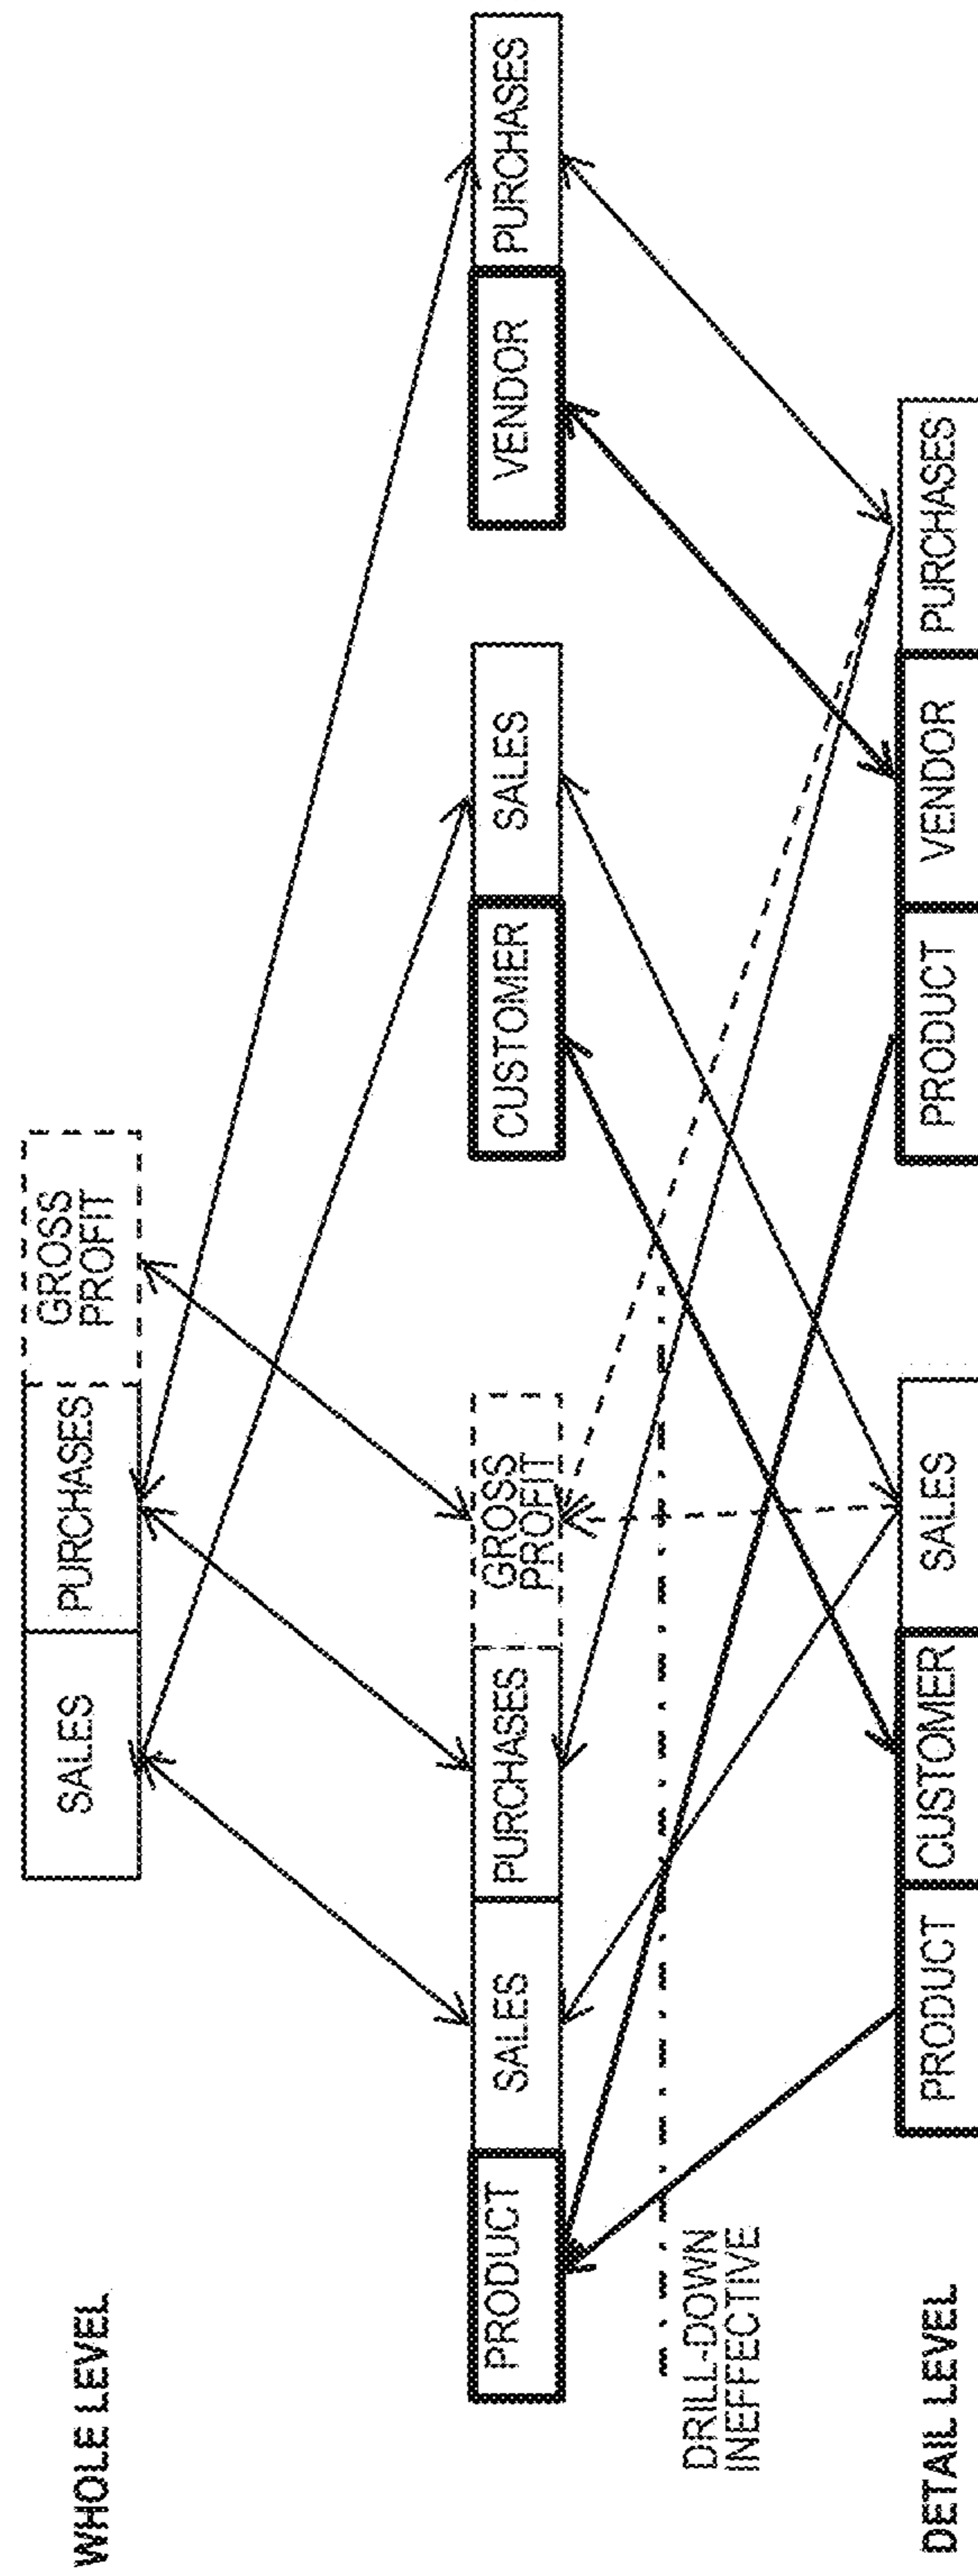 WHOLE LEVEL
SALES
PURCHASES
GROSS
PROFIT
PRODUCT
SALES
PURCHASES
GROSS
PROFIT
CUSTOMER
SALES
VENDOR
PURCHASES
DRILL-DOWN
INEFFECTIVE
DETAIL LEVEL
PRODUCT
CUSTOMER
SALES
PRODUCT
VENDOR
PURCHASES